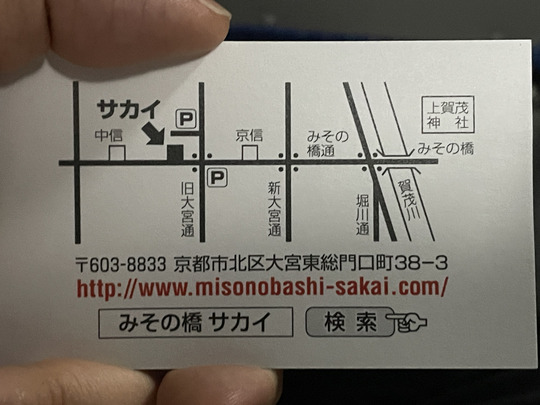 サカイ
P
中信
京信
みその
橋通
上賀茂
神社
みその橋
P
旧大宮通
新大宮通
堀川通
賀茂川
〒603-8833 京都市北区大宮東総門口町38-3
http://www.misonobashi-sakai.com/
みその橋 サカイ 検索